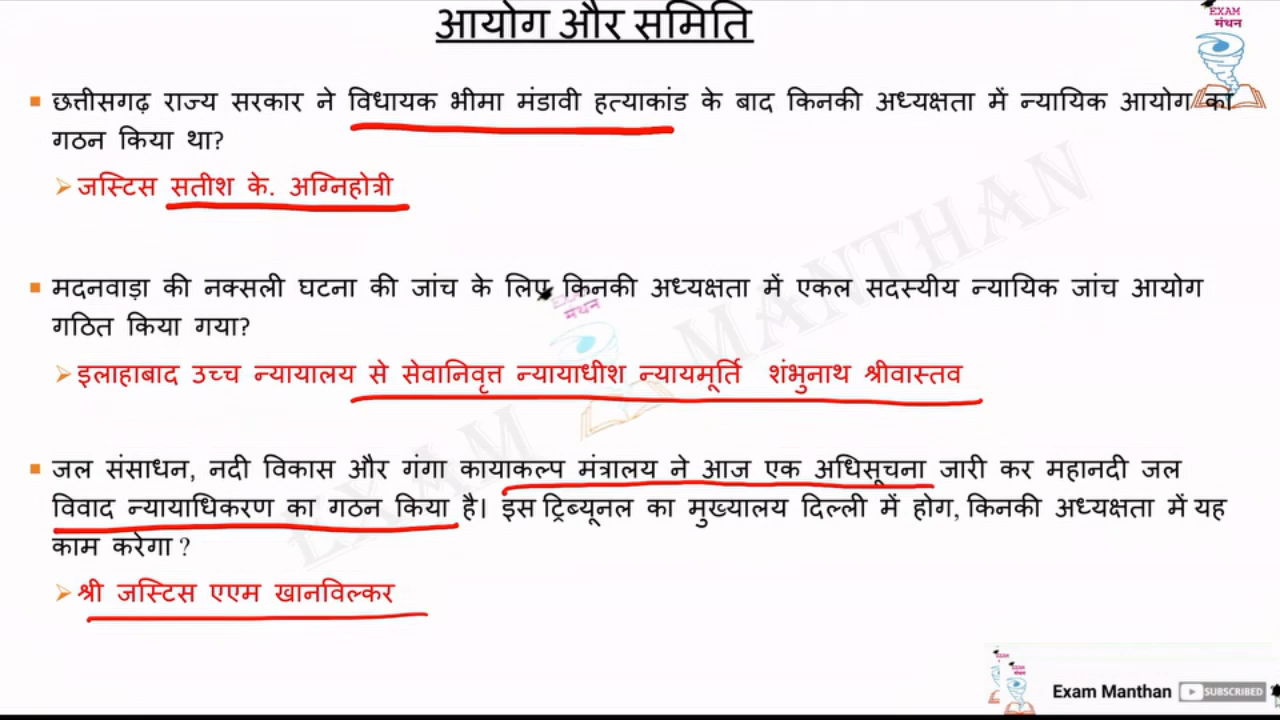 आयोग और समिति
EXAM
मंथन
छत्तीसगढ़ राज्य सरकार ने विधायक भीमा मंडावी हत्याकांड के बाद किनकी अध्यक्षता में न्यायिक आयोग का
गठन किया था?
जस्टिस सतीश के. अग्निहोत्री
मदनवाड़ा की नक्सली घटना की जांच के लिए किनकी अध्यक्षता में एकल सदस्यीय न्यायिक जांच आयोग
गठित किया गया?
इलाहाबाद उच्च न्यायालय से सेवानिवृत्त न्यायाधीश न्यायमूर्ति शंभुनाथ श्रीवास्तव
जल संसाधन, नदी विकास और गंगा कायाकल्प मंत्रालय ने आज एक अधिसूचना जारी कर महानदी जल
विवाद न्यायाधिकरण का गठन किया है। इस ट्रिब्यूनल का मुख्यालय दिल्ली में होग, किनकी अध्यक्षता में यह
काम करेगा ?
श्री जस्टिस एएम खानविल्कर
EXAM MANTHAN
मंथन
Exam Manthan SUBSCRIBED